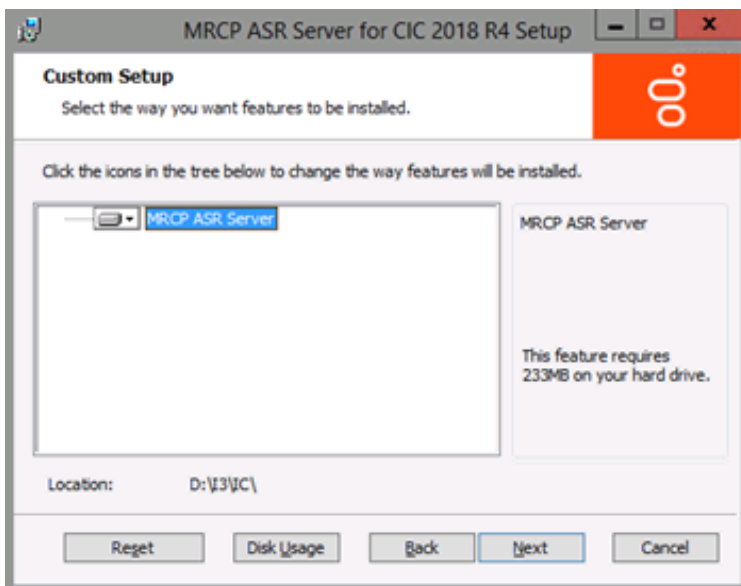 MRCP ASR Server for CIC 2018 R4 Setup
Custom Setup
Select the way you want features to be installed.
Click the icons in the tree below to change the way features will be installed.
MRCP ASR Server
MRCP ASR Server
This feature requires
233MB on your hard drive.
Location: D:\I3\IC\
Reset Disk Usage Back Next Cancel